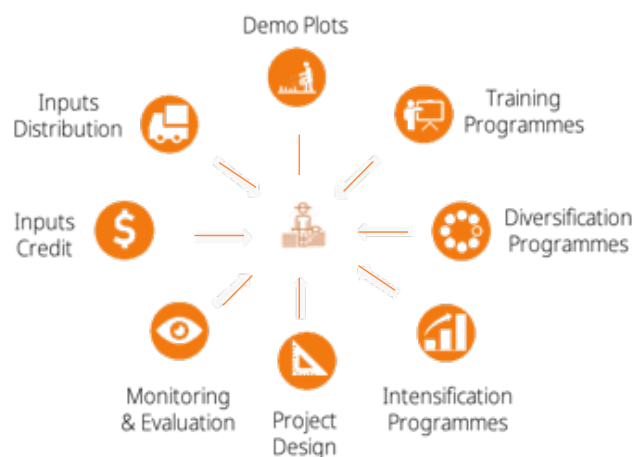 Demo Plots
Training
Programmes
Diversification
Programmes
Intensification
Programmes
Project
Design
Monitoring
& Evaluation
Inputs
Credit
$
Inputs
Distribution